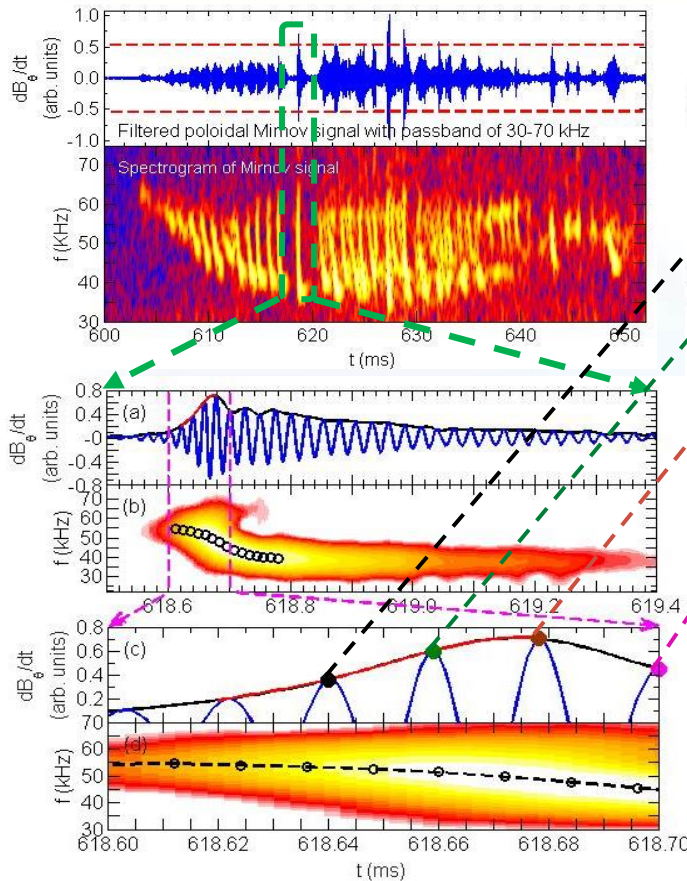 1.0
0.5
0.0
-0.5
-1.0
dBθ/dt
(arb. units)
Filtered poloidal Mirnov signal with passband of 30-70 kHz
Spectrogram of Mirnov signal
70
60
50
40
f (KHz)
600 610 620 630 640 650
t (ms)
0.8
0.4
-0
-0.4
-0.8
dBθ/dt
(arb. units)
(a)
(b)
70
60
50
40
30
f (kHz)
618.6 618.8 619.0 619.2 619.4
0.8
0.6
0.4
0.2
dBθ/dt
(arb. units)
(c)
(d)
70
60
50
40
30
f (kHz)
618.60 618.62 618.64 618.66 618.68 618.70
t (ms)